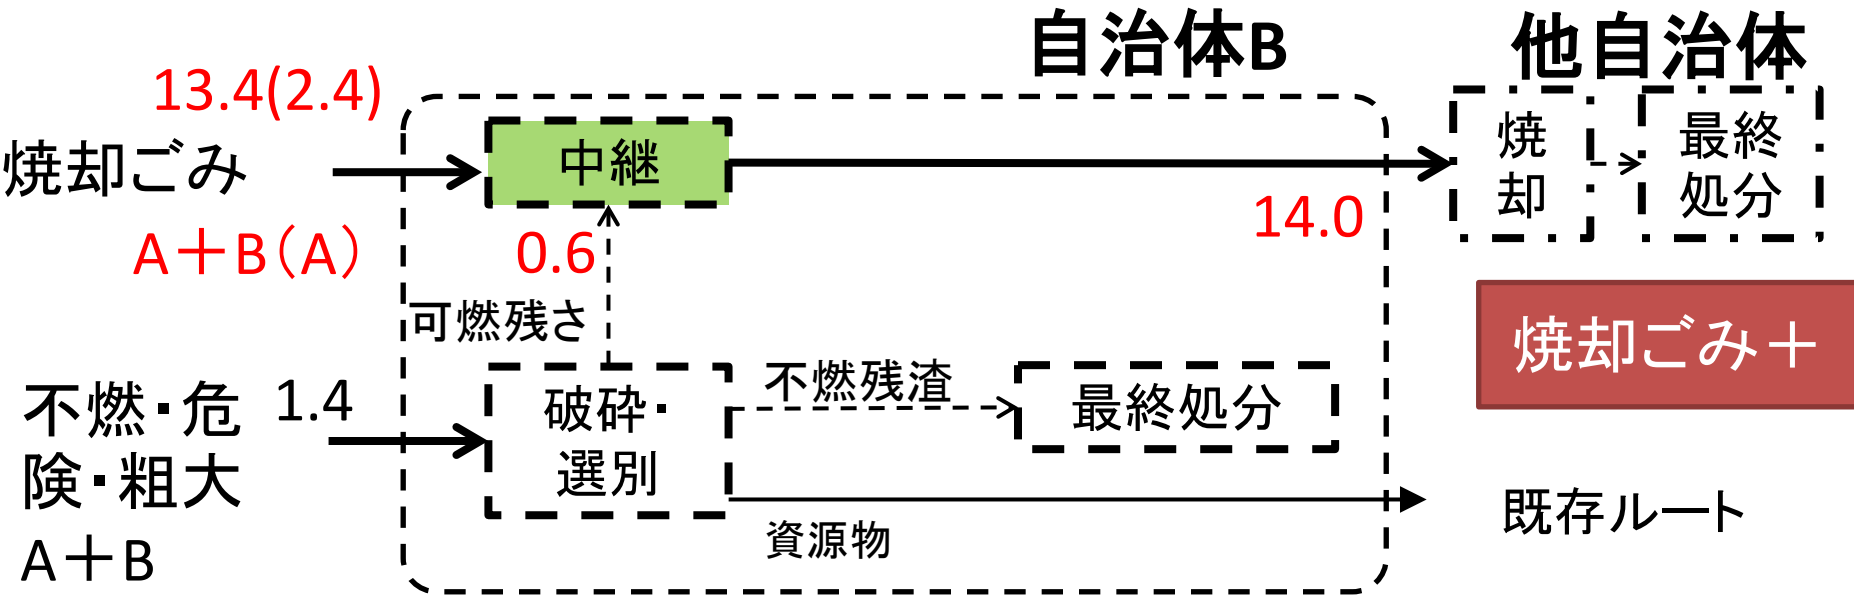 自治体B
他自治体
13.4(2.4)
焼却ごみ
A＋B（A）
中継
14.0
焼
却
最終
処分
0.6
可燃残さ
焼却ごみ＋
不燃・危
険・粗大
A＋B
1.4
破砕・
選別
不燃残渣
最終処分
資源物
既存ルート